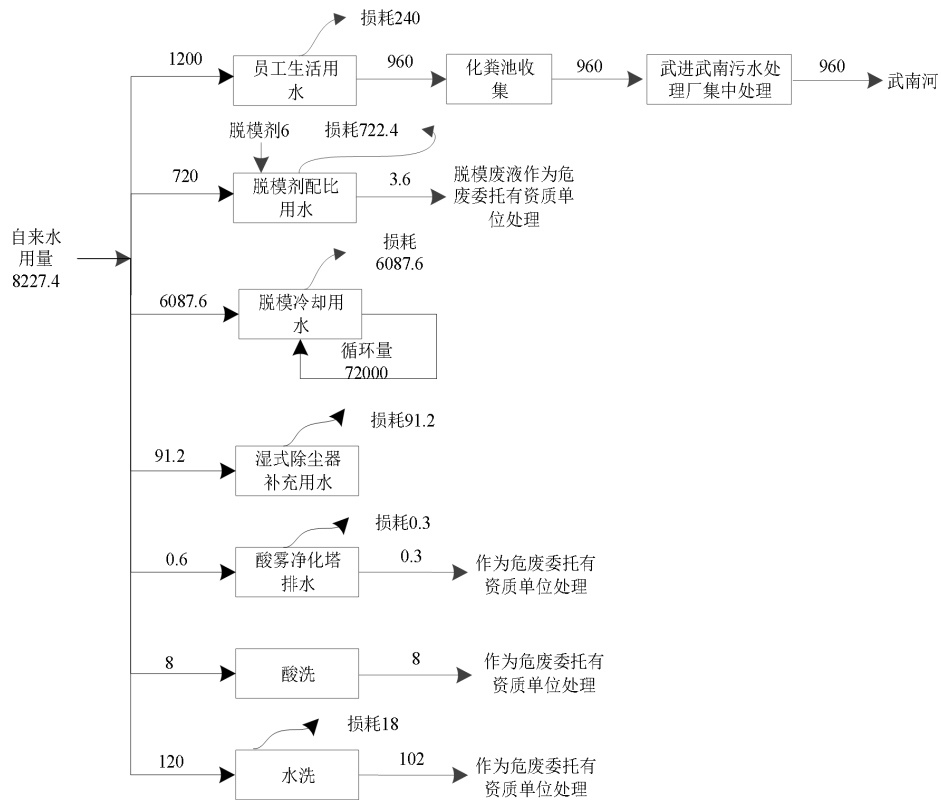 损耗240
1200
员工生活用
水
960
化粪池收
集
960
武进武南污水处
理厂集中处理
960
武南河
脱模剂6
损耗722.4
720
脱模剂配比
用水
3.6
脱模废液作为危
废委托有资质单
位处理
自来水
用量
8227.4
损耗
6087.6
6087.6
脱模冷却用
水
循环量
72000
损耗91.2
91.2
湿式除尘器
补充用水
损耗0.3
0.6
酸雾净化塔
排水
0.3
作为危废委托有
资质单位处理
8
酸洗
8
作为危废委托有
资质单位处理
损耗18
120
水洗
102
作为危废委托有
资质单位处理